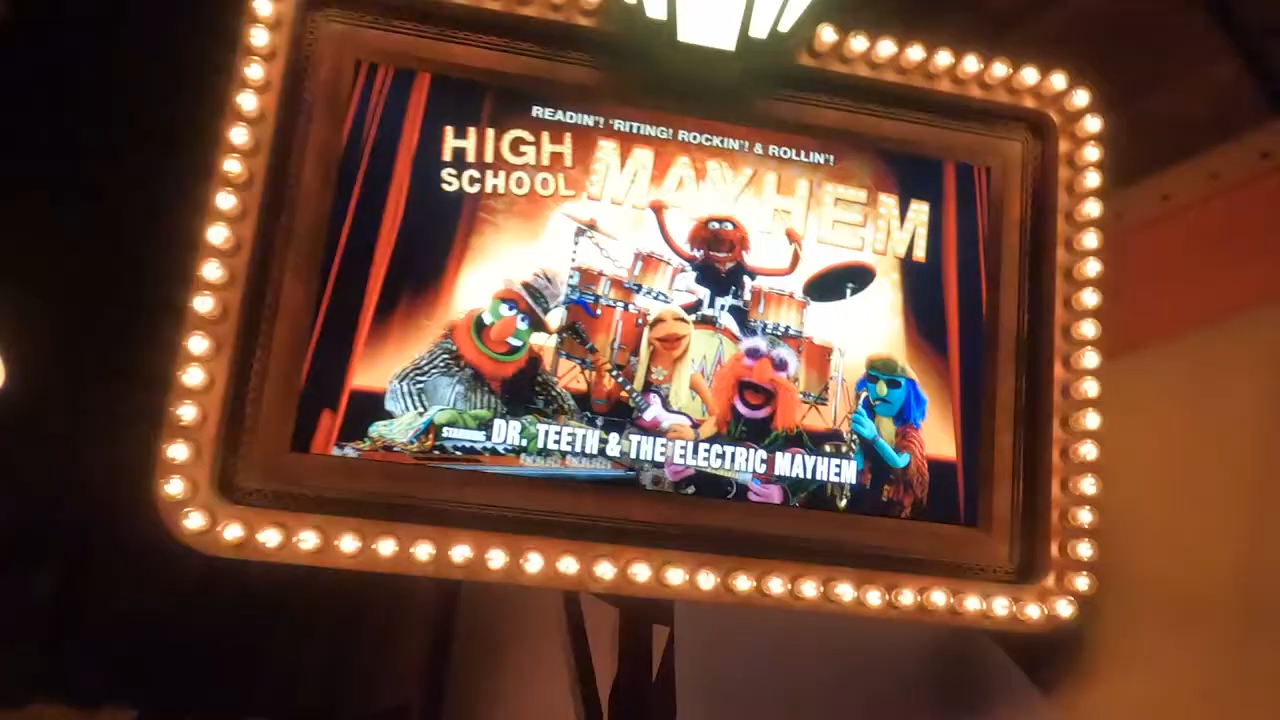 READIN'! 'RITING! ROCKIN'! & ROLLIN'!
HIGH SCHOOL MAYHEM
STARRING DR. TEETH & THE ELECTRIC MAYHEM